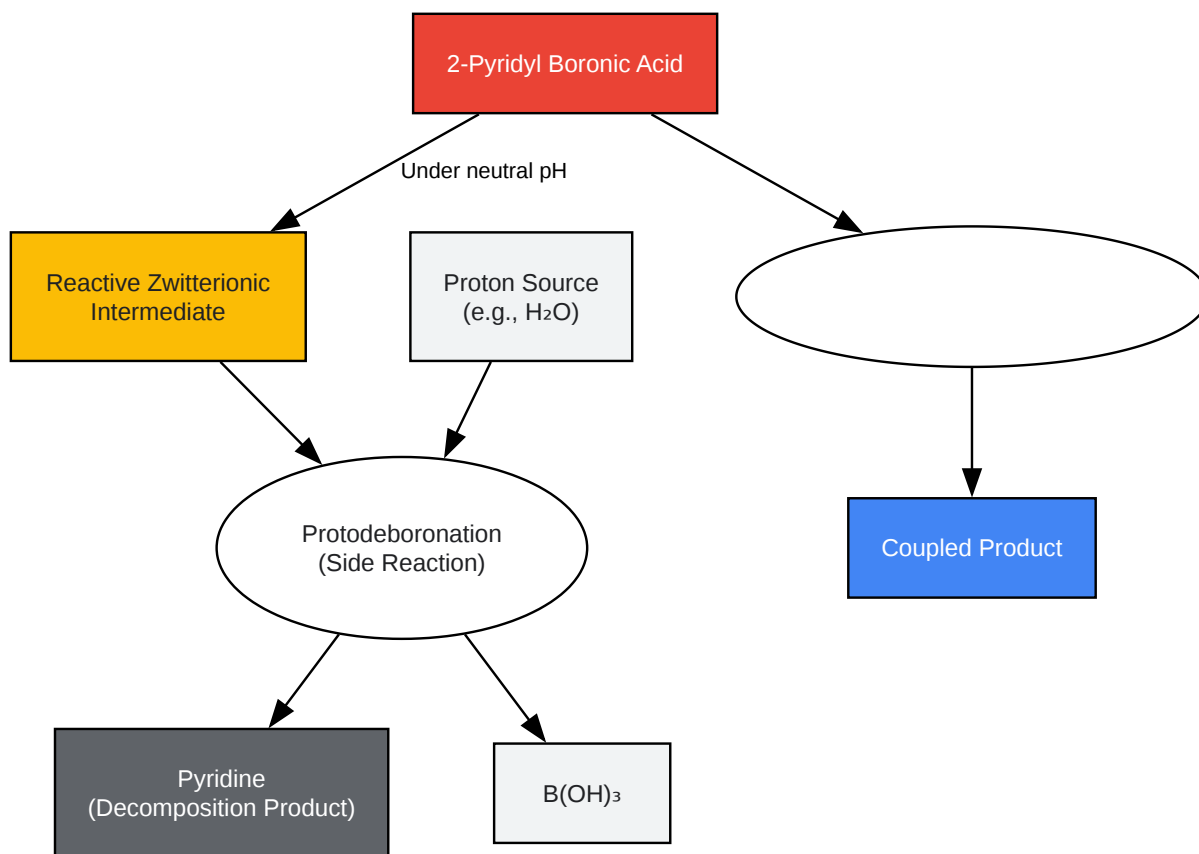 2-Pyridyl Boronic Acid
Under neutral pH
Reactive Zwitterionic
Intermediate
Proton Source
(e.g., H₂O)
Protodeboronation
(Side Reaction)
Coupled Product
Pyridine
(Decomposition Product)
B(OH)₃